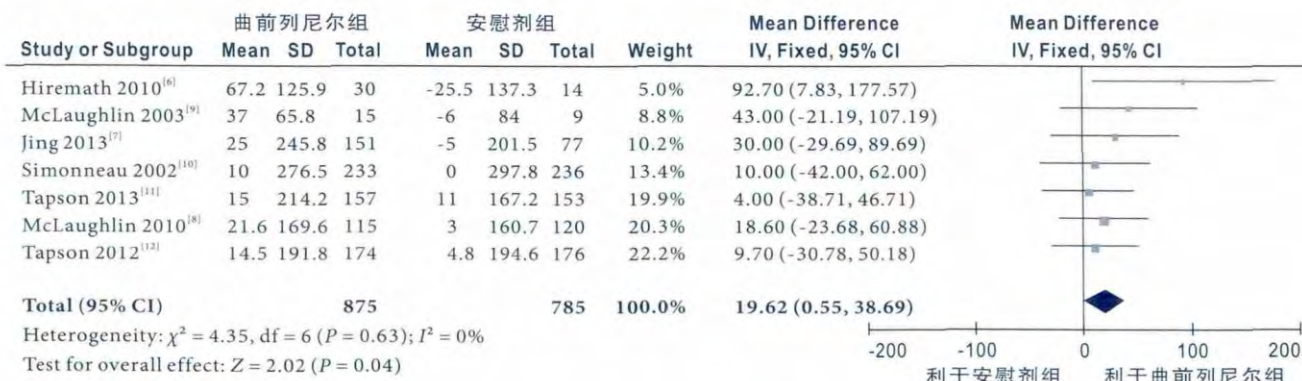 曲前列尼尔组 安慰剂组 Mean Difference Mean Difference
Study or Subgroup Mean SD Total Mean SD Total Weight IV, Fixed, 95% CI IV, Fixed, 95% CI
Hiremath 2010[6] 67.2 125.9 30 -25.5 137.3 14 5.0% 92.70 (7.83, 177.57)
McLaughlin 2003[9] 37 65.8 15 -6 84 9 8.8% 43.00 (-21.19, 107.19)
Jing 2013[7] 25 245.8 151 -5 201.5 77 10.2% 30.00 (-29.69, 89.69)
Simonneau 2002[10] 10 276.5 233 0 297.8 236 13.4% 10.00 (-42.00, 62.00)
Tapson 2013[11] 15 214.2 157 11 167.2 153 19.9% 4.00 (-38.71, 46.71)
McLaughlin 2010[8] 21.6 169.6 115 3 160.7 120 20.3% 18.60 (-23.68, 60.88)
Tapson 2012[12] 14.5 191.8 174 4.8 194.6 176 22.2% 9.70 (-30.78, 50.18)
Total (95% CI) 875 785 100.0% 19.62 (0.55, 38.69)
Heterogeneity: χ² = 4.35, df = 6 (P = 0.63); I² = 0%
Test for overall effect: Z = 2.02 (P = 0.04)
-200 -100 0 100 200
利于安慰剂组 利于曲前列尼尔组